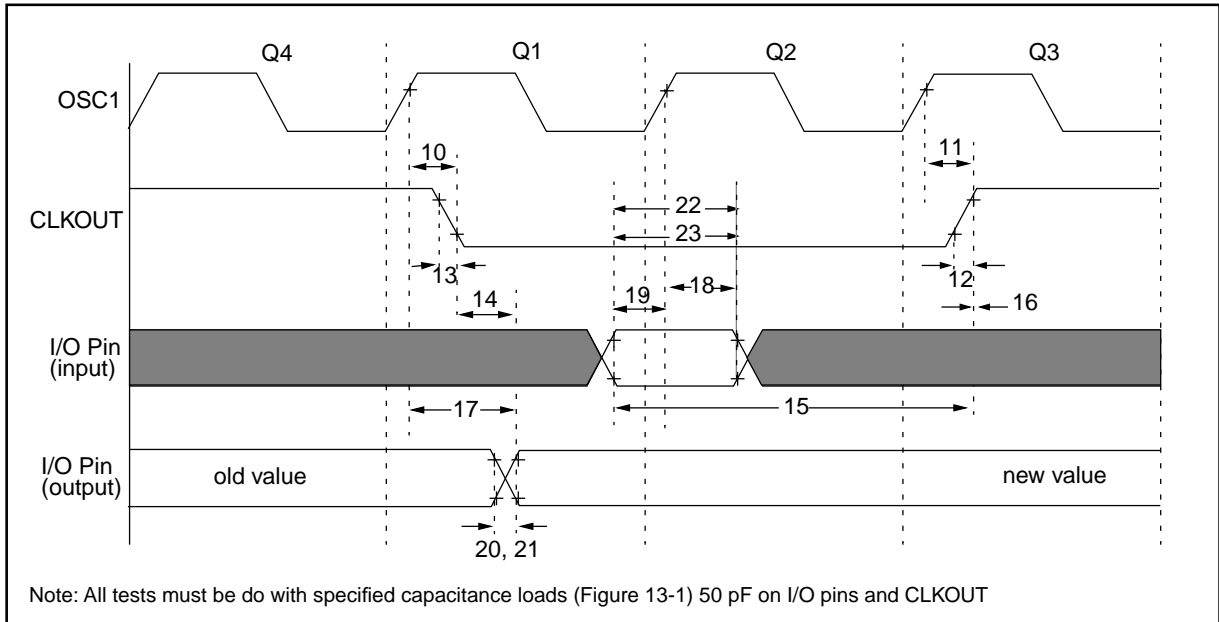 Q4 Q1 Q2 Q3
OSC1
10 11
CLKOUT
22
23
13 12
18
19 16
14
I/O Pin
(input)
17 15
I/O Pin
(output)
old value new value
20, 21
Note: All tests must be do with specified capacitance loads (Figure 13-1) 50 pF on I/O pins and CLKOUT